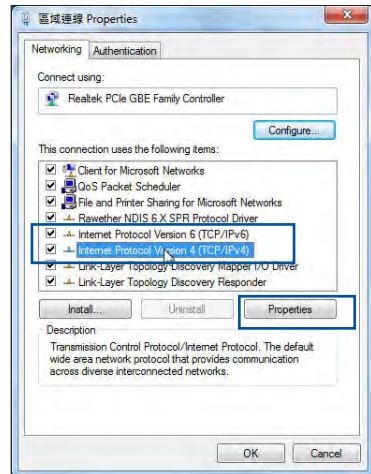 區域連線 Properties
Networking
Authentication
Connect using:
Realtek PCIe GBE Family Controller
Configure...
This connection uses the following items:
Client for Microsoft Networks
QoS Packet Scheduler
File and Printer Sharing for Microsoft Networks
Rawether NDIS 6.X SPR Protocol Driver
Internet Protocol Version 6 (TCP/IPv6)
Internet Protocol Version 4 (TCP/IPv4)
Link-Layer Topology Discovery Mapper I/O Driver
Link-Layer Topology Discovery Responder
Install...
Uninstall
Properties
Description
Transmission Control Protocol/Internet Protocol. The default
wide area network protocol that provides communication
across diverse interconnected networks.
OK
Cancel